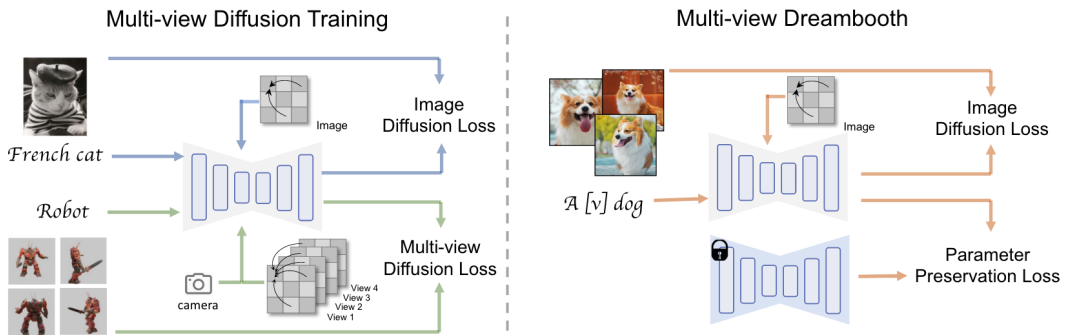 Multi-view Diffusion Training
French cat
Robot
Image
Image
Diffusion Loss
Multi-view
Diffusion Loss
camera
View 4
View 3
View 2
View 1
Multi-view Dreambooth
A [v] dog
Image
Image
Diffusion Loss
Parameter
Preservation Loss